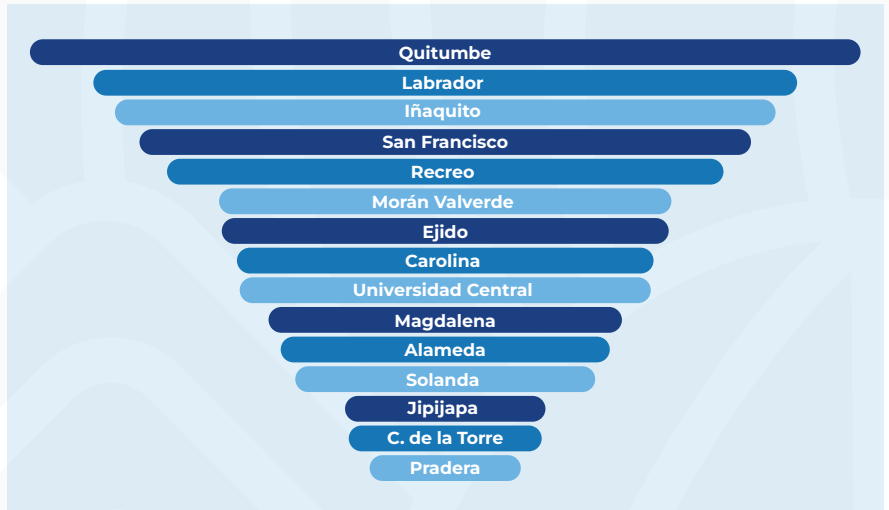 Quitumbe
Labrador
Iñaquito
San Francisco
Recreo
Morán Valverde
Ejido
Carolina
Universidad Central
Magdalena
Alameda
Solanda
Jipijapa
C. de la Torre
Pradera